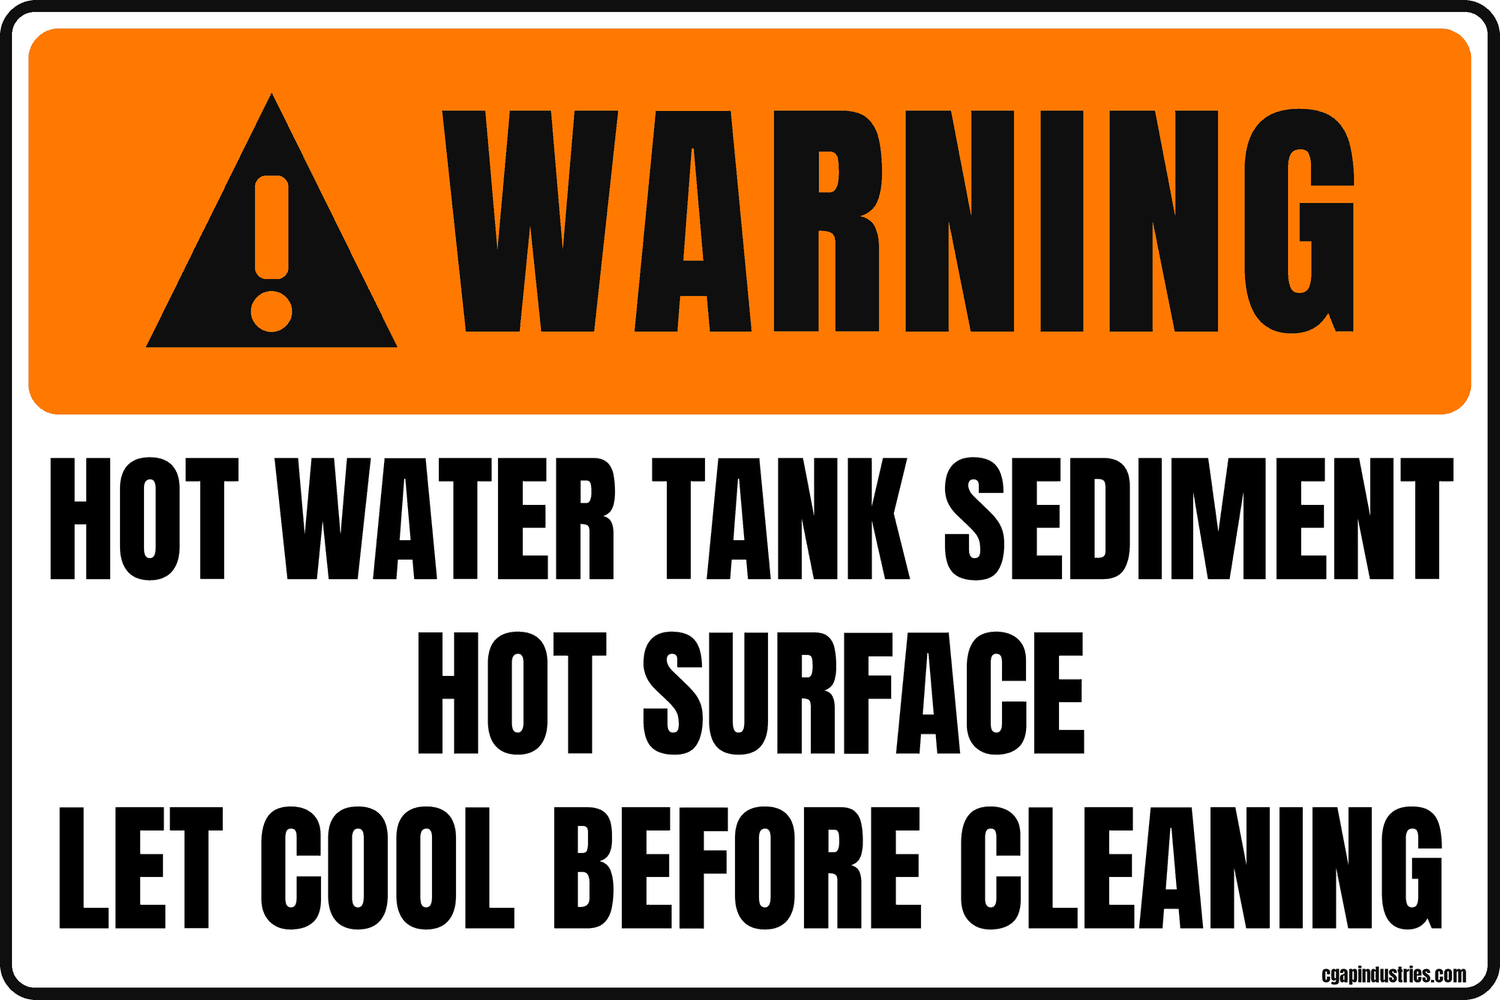 WARNING
HOT WATER TANK SEDIMENT
HOT SURFACE
LET COOL BEFORE CLEANING
cgapindustries.com